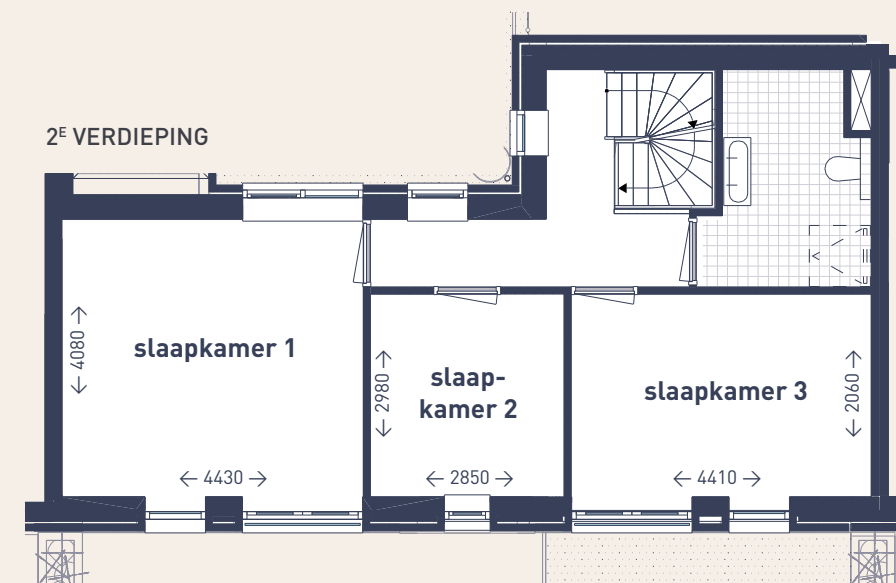 2E VERDIEPING
slaapkamer 1
4080
4430
slaap-
kamer 2
2980
2850
slaapkamer 3
2060
4410